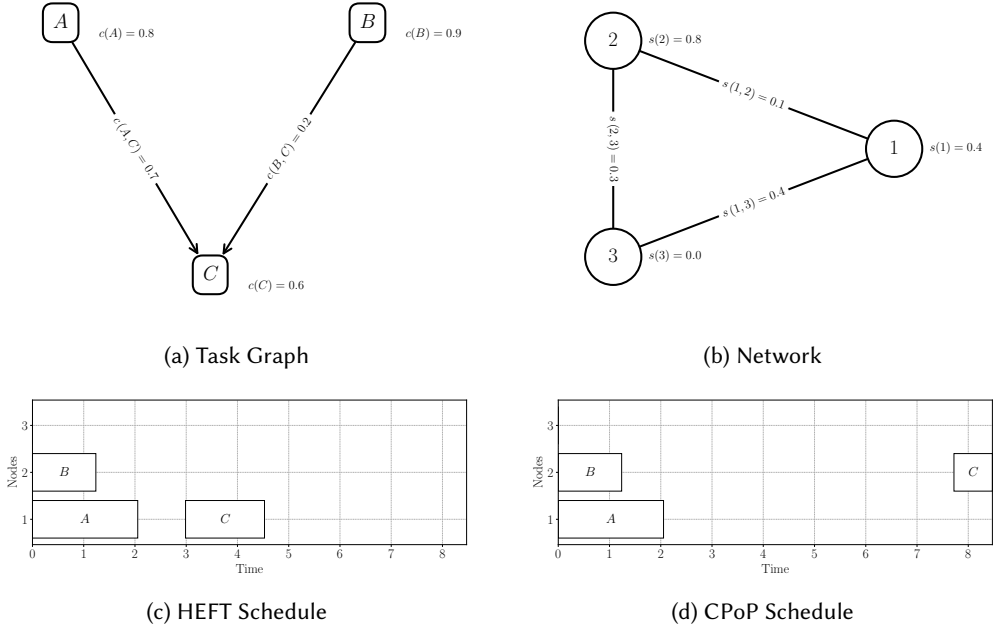 A
c(A) = 0.8
B
c(B) = 0.9
c(A, C) = 0.7
c(B, C) = 0.2
C
c(C) = 0.6
(a) Task Graph
2
s(2) = 0.8
s(1, 2) = 0.1
s(2, 3) = 0.3
1
s(1) = 0.4
s(1, 3) = 0.4
3
s(3) = 0.0
(b) Network
Nodes
3
2
1
B
A
C
0 1 2 3 4 5 6 7 8
Time
(c) HEFT Schedule
Nodes
3
2
1
B
C
A
0 1 2 3 4 5 6 7 8
Time
(d) CPoP Schedule